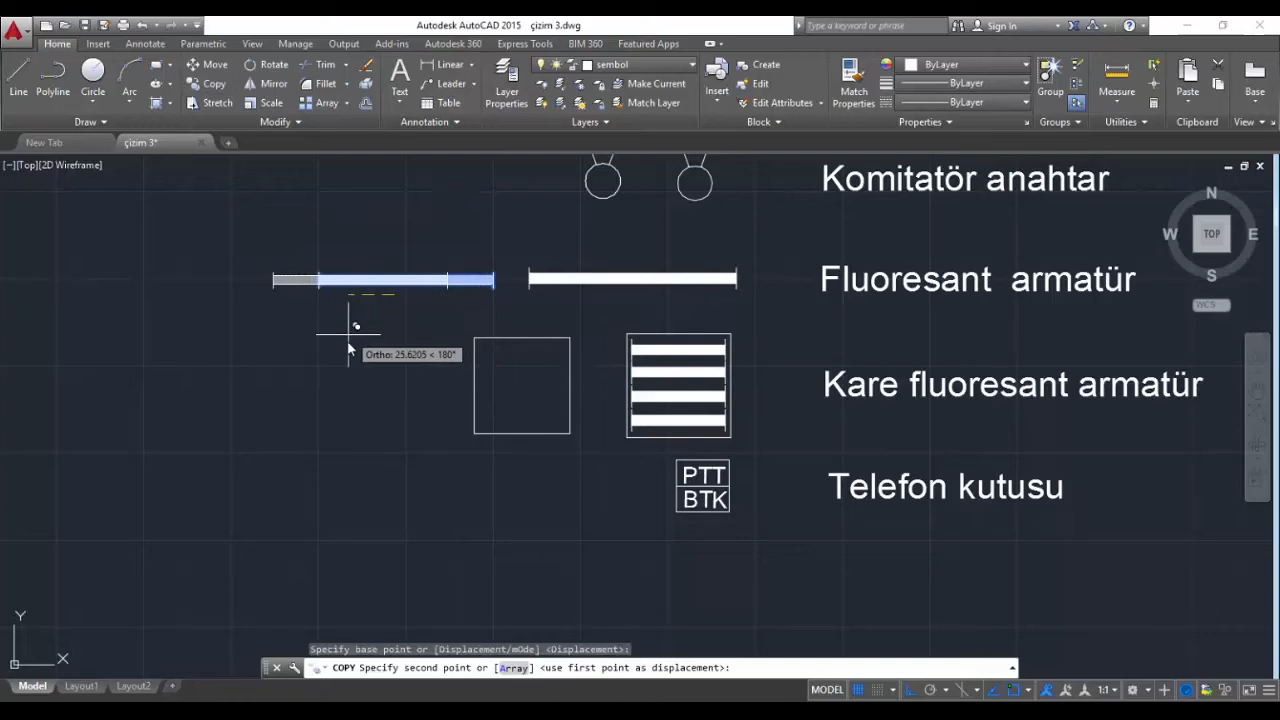 Autodesk AutoCAD 2015 çizim 3.dwg
Type a keyword or phrase
Sign In
Home Insert Annotate Parametric View Manage Output Add-ins Autodesk 360 Express Tools BIM 360 Featured Apps
Line Polyline Circle Arc
Move Rotate Trim
Copy Mirror Fillet
Stretch Scale Array
Text
Linear
Leader
Table
Layer Properties
sembol
Make Current
Match Layer
Insert
Create
Edit
Edit Attributes
Match Properties
ByLayer
ByLayer
ByLayer
Group
Measure
Paste
Base
Draw Modify Annotation Layers Block Properties Groups Utilities Clipboard View
New Tab çizim 3*
[−][Top][2D Wireframe]
Komitatör anahtar
N
W TOP E
S
WCS
Fluoresant armatür
Ortho: 25.6205 < 180°
Kare fluoresant armatür
PTT
BTK
Telefon kutusu
Y
X
Specify base point or [Displacement/mOde] <Displacement>:
COPY Specify second point or [Array] <use first point as displacement>:
Model Layout1 Layout2
MODEL
1:1